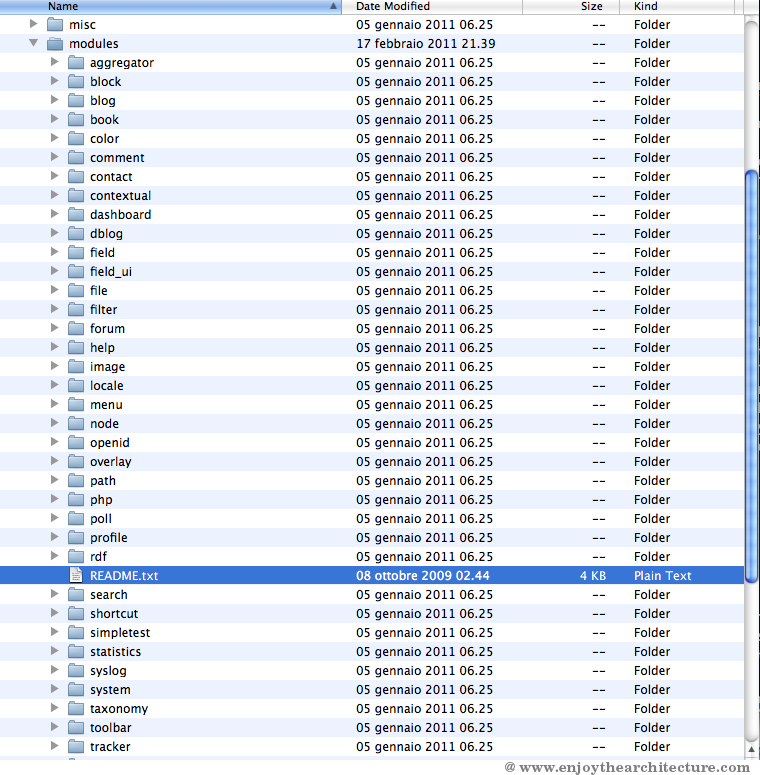 Name Date Modified Size Kind
misc 05 gennaio 2011 06.25 -- Folder
modules 17 febbraio 2011 21.39 -- Folder
aggregator 05 gennaio 2011 06.25 -- Folder
block 05 gennaio 2011 06.25 -- Folder
blog 05 gennaio 2011 06.25 -- Folder
book 05 gennaio 2011 06.25 -- Folder
color 05 gennaio 2011 06.25 -- Folder
comment 05 gennaio 2011 06.25 -- Folder
contact 05 gennaio 2011 06.25 -- Folder
contextual 05 gennaio 2011 06.25 -- Folder
dashboard 05 gennaio 2011 06.25 -- Folder
dblog 05 gennaio 2011 06.25 -- Folder
field 05 gennaio 2011 06.25 -- Folder
field_ui 05 gennaio 2011 06.25 -- Folder
file 05 gennaio 2011 06.25 -- Folder
filter 05 gennaio 2011 06.25 -- Folder
forum 05 gennaio 2011 06.25 -- Folder
help 05 gennaio 2011 06.25 -- Folder
image 05 gennaio 2011 06.25 -- Folder
locale 05 gennaio 2011 06.25 -- Folder
menu 05 gennaio 2011 06.25 -- Folder
node 05 gennaio 2011 06.25 -- Folder
openid 05 gennaio 2011 06.25 -- Folder
overlay 05 gennaio 2011 06.25 -- Folder
path 05 gennaio 2011 06.25 -- Folder
php 05 gennaio 2011 06.25 -- Folder
poll 05 gennaio 2011 06.25 -- Folder
profile 05 gennaio 2011 06.25 -- Folder
rdf 05 gennaio 2011 06.25 -- Folder
README.txt 08 ottobre 2009 02.44 4 KB Plain Text
search 05 gennaio 2011 06.25 -- Folder
shortcut 05 gennaio 2011 06.25 -- Folder
simpletest 05 gennaio 2011 06.25 -- Folder
statistics 05 gennaio 2011 06.25 -- Folder
syslog 05 gennaio 2011 06.25 -- Folder
system 05 gennaio 2011 06.25 -- Folder
taxonomy 05 gennaio 2011 06.25 -- Folder
toolbar 05 gennaio 2011 06.25 -- Folder
tracker 05 gennaio 2011 06.25 -- Folder
@ www.enjoythearchitecture.com